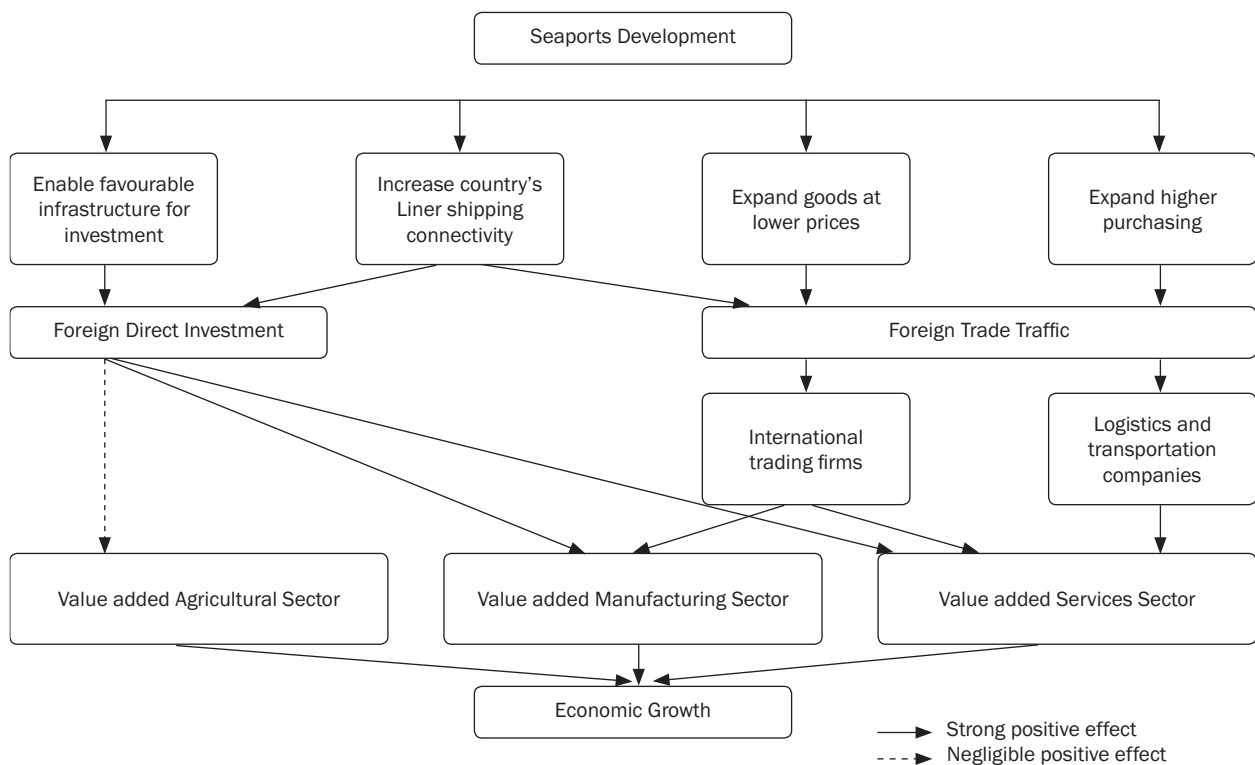 Seaports Development
Enable favourable
infrastructure for
investment
Increase country’s
Liner shipping
connectivity
Expand goods at
lower prices
Expand higher
purchasing
Foreign Direct Investment
Foreign Trade Traffic
International
trading firms
Logistics and
transportation
companies
Value added Agricultural Sector
Value added Manufacturing Sector
Value added Services Sector
Economic Growth
Strong positive effect
Negligible positive effect